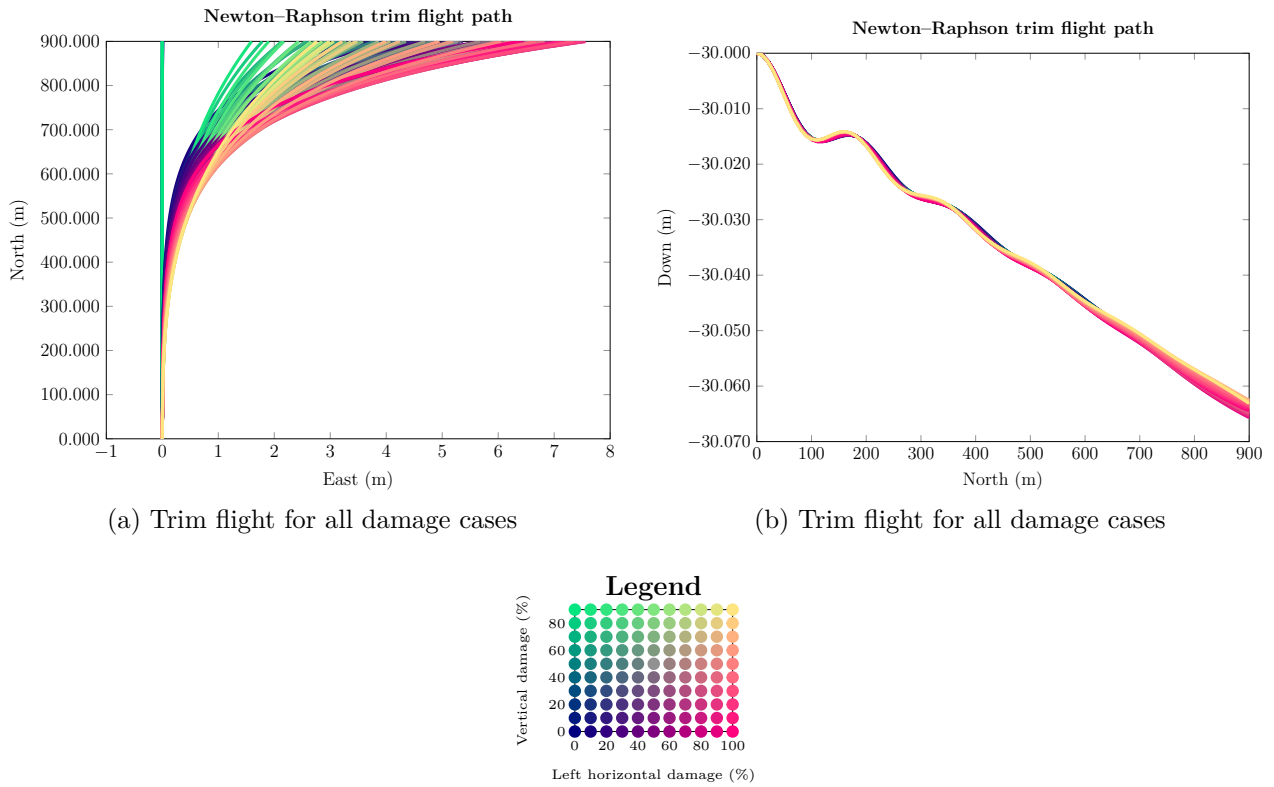 Newton–Raphson trim flight path
900.000
800.000
700.000
600.000
500.000
400.000
300.000
200.000
100.000
0.000
−1 0 1 2 3 4 5 6 7 8
North (m)
East (m)
(a) Trim flight for all damage cases
Newton–Raphson trim flight path
−30.000
−30.010
−30.020
−30.030
−30.040
−30.050
−30.060
−30.070
0 100 200 300 400 500 600 700 800 900
Down (m)
North (m)
(b) Trim flight for all damage cases
Legend
80
60
40
20
0
0 20 40 60 80 100
Vertical damage (%)
Left horizontal damage (%)